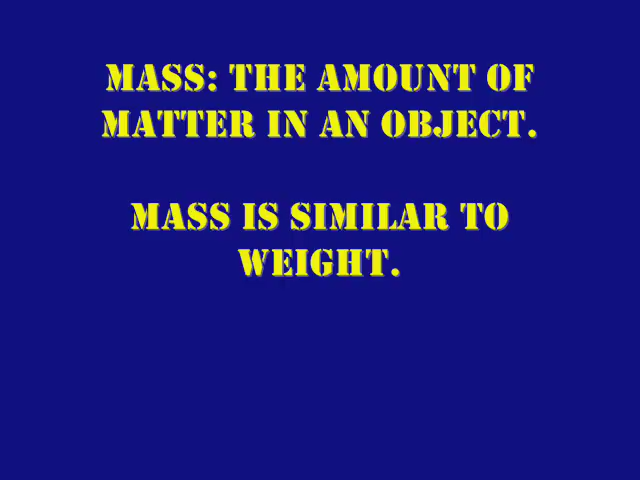 MASS: THE AMOUNT OF
MATTER IN AN OBJECT.
MASS IS SIMILAR TO
WEIGHT.